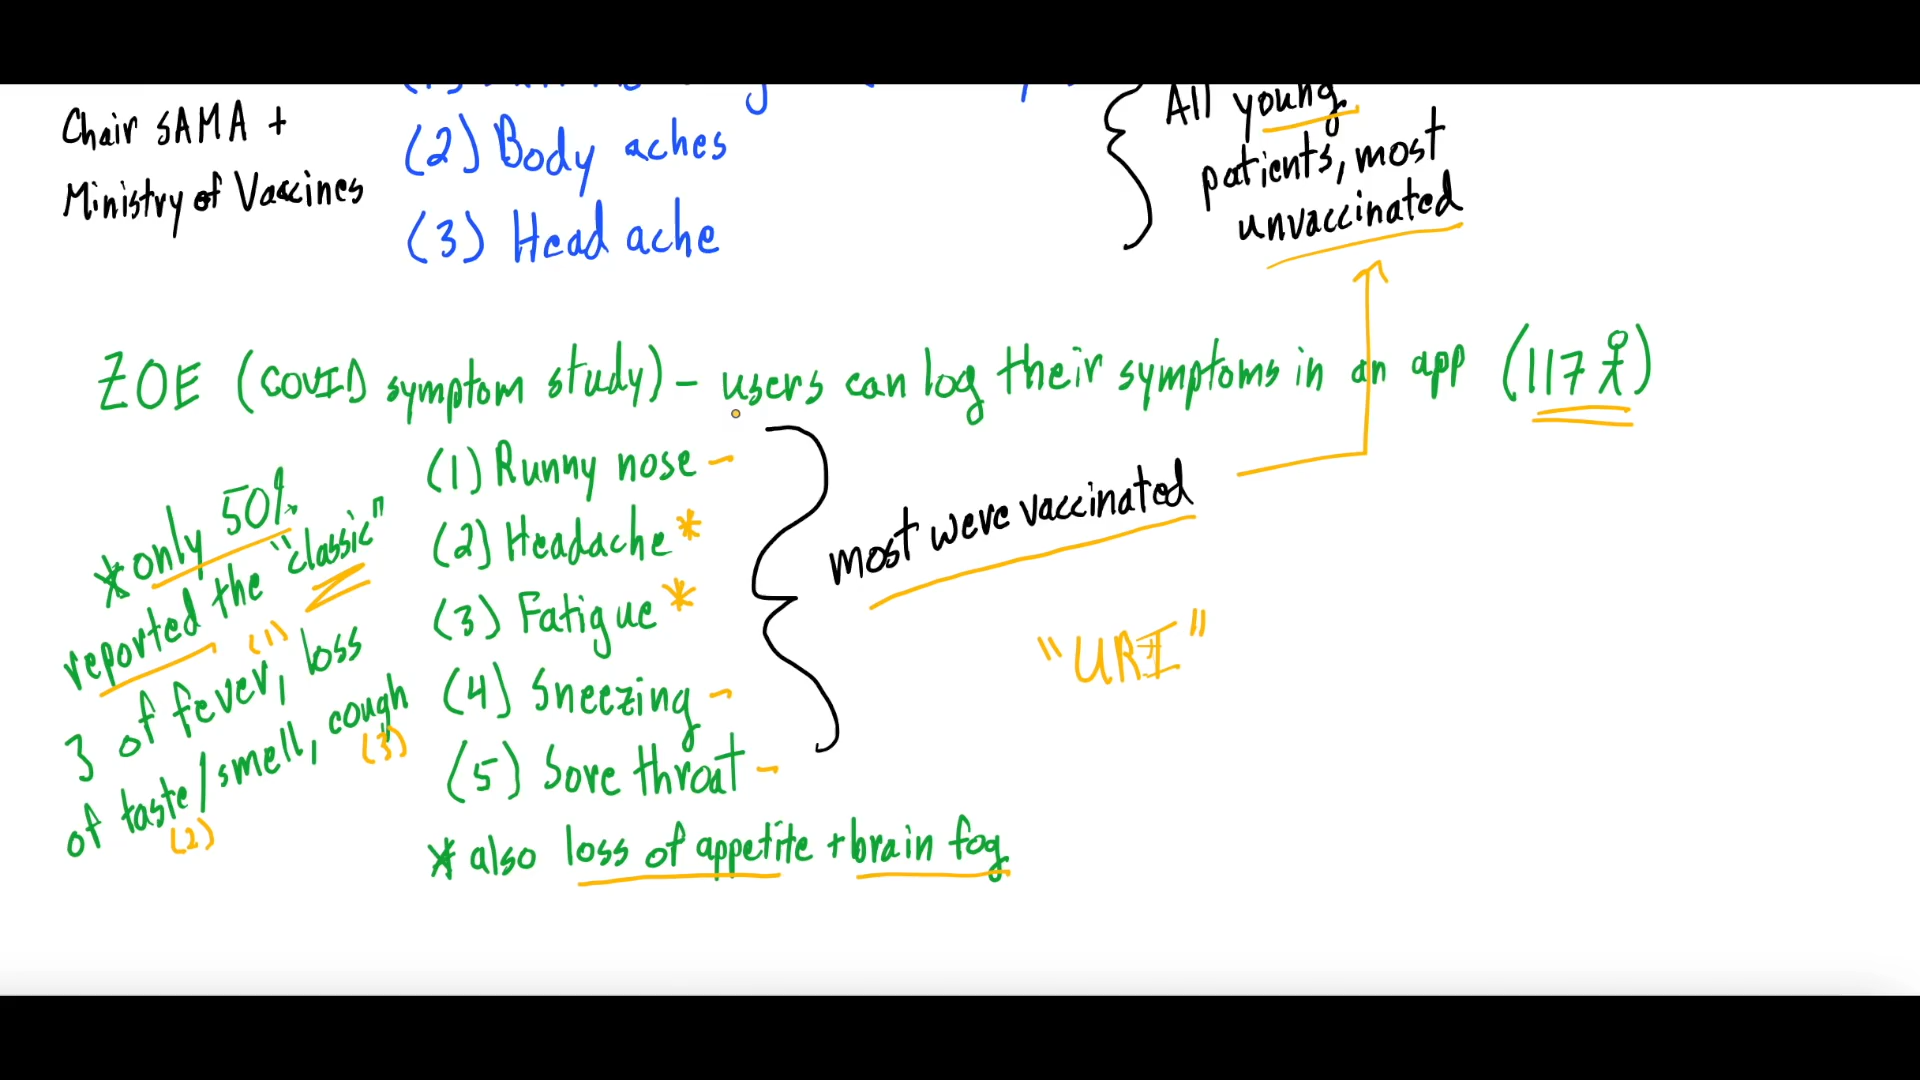 Chair SAMA +
Ministry of Vaccines
(2) Body aches
(3) Headache
All young
patients, most
unvaccinated
ZOE (COVID symptom study) - users can log their symptoms in an app (117)
(1) Runny nose -
(2) Headache *
(3) Fatigue *
(4) Sneezing -
(5) Sore throat -
* also loss of appetite + brain fog
most were vaccinated
"URI"
* only 50%
reported the "classic"
3 of fever, loss
of taste/smell, cough
(1)
(2)
(3)